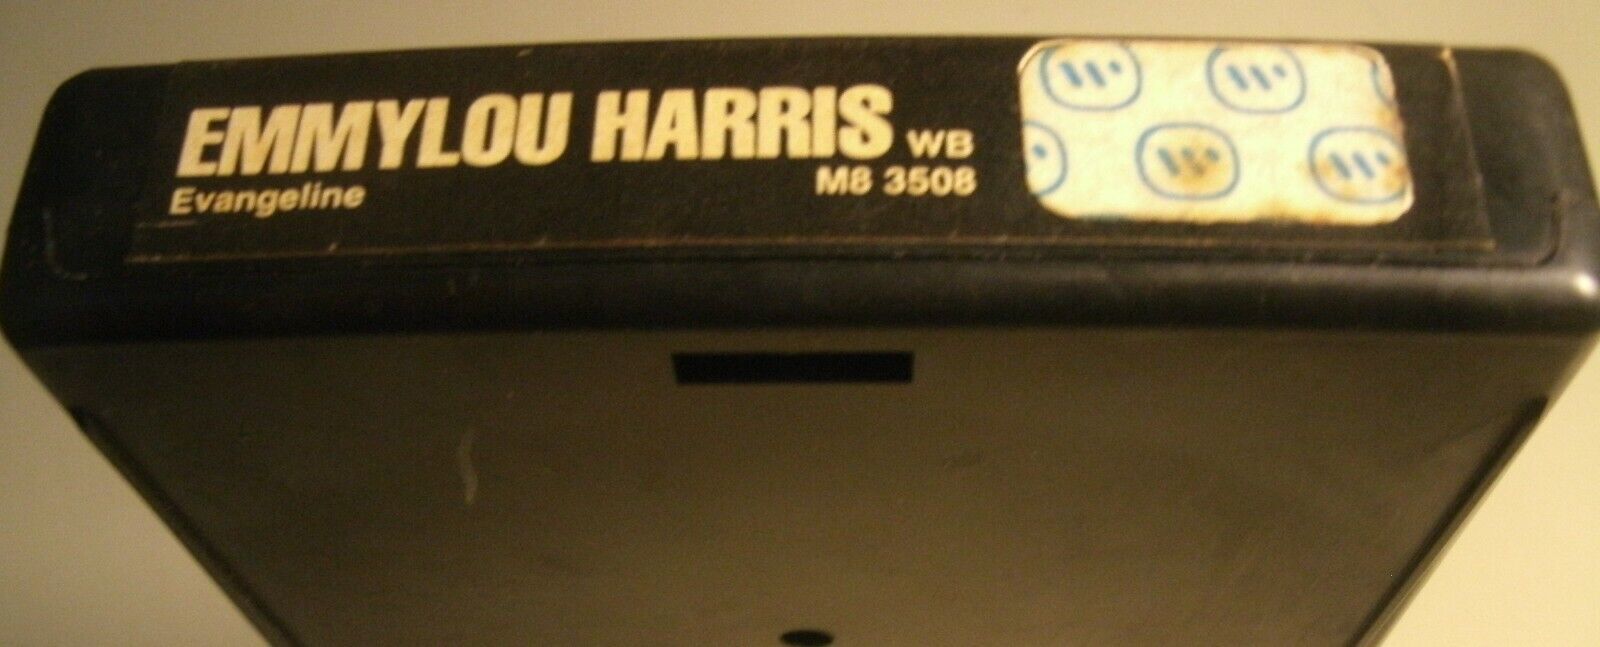 EMMYLOU HARRIS WB
Evangeline M8 3508